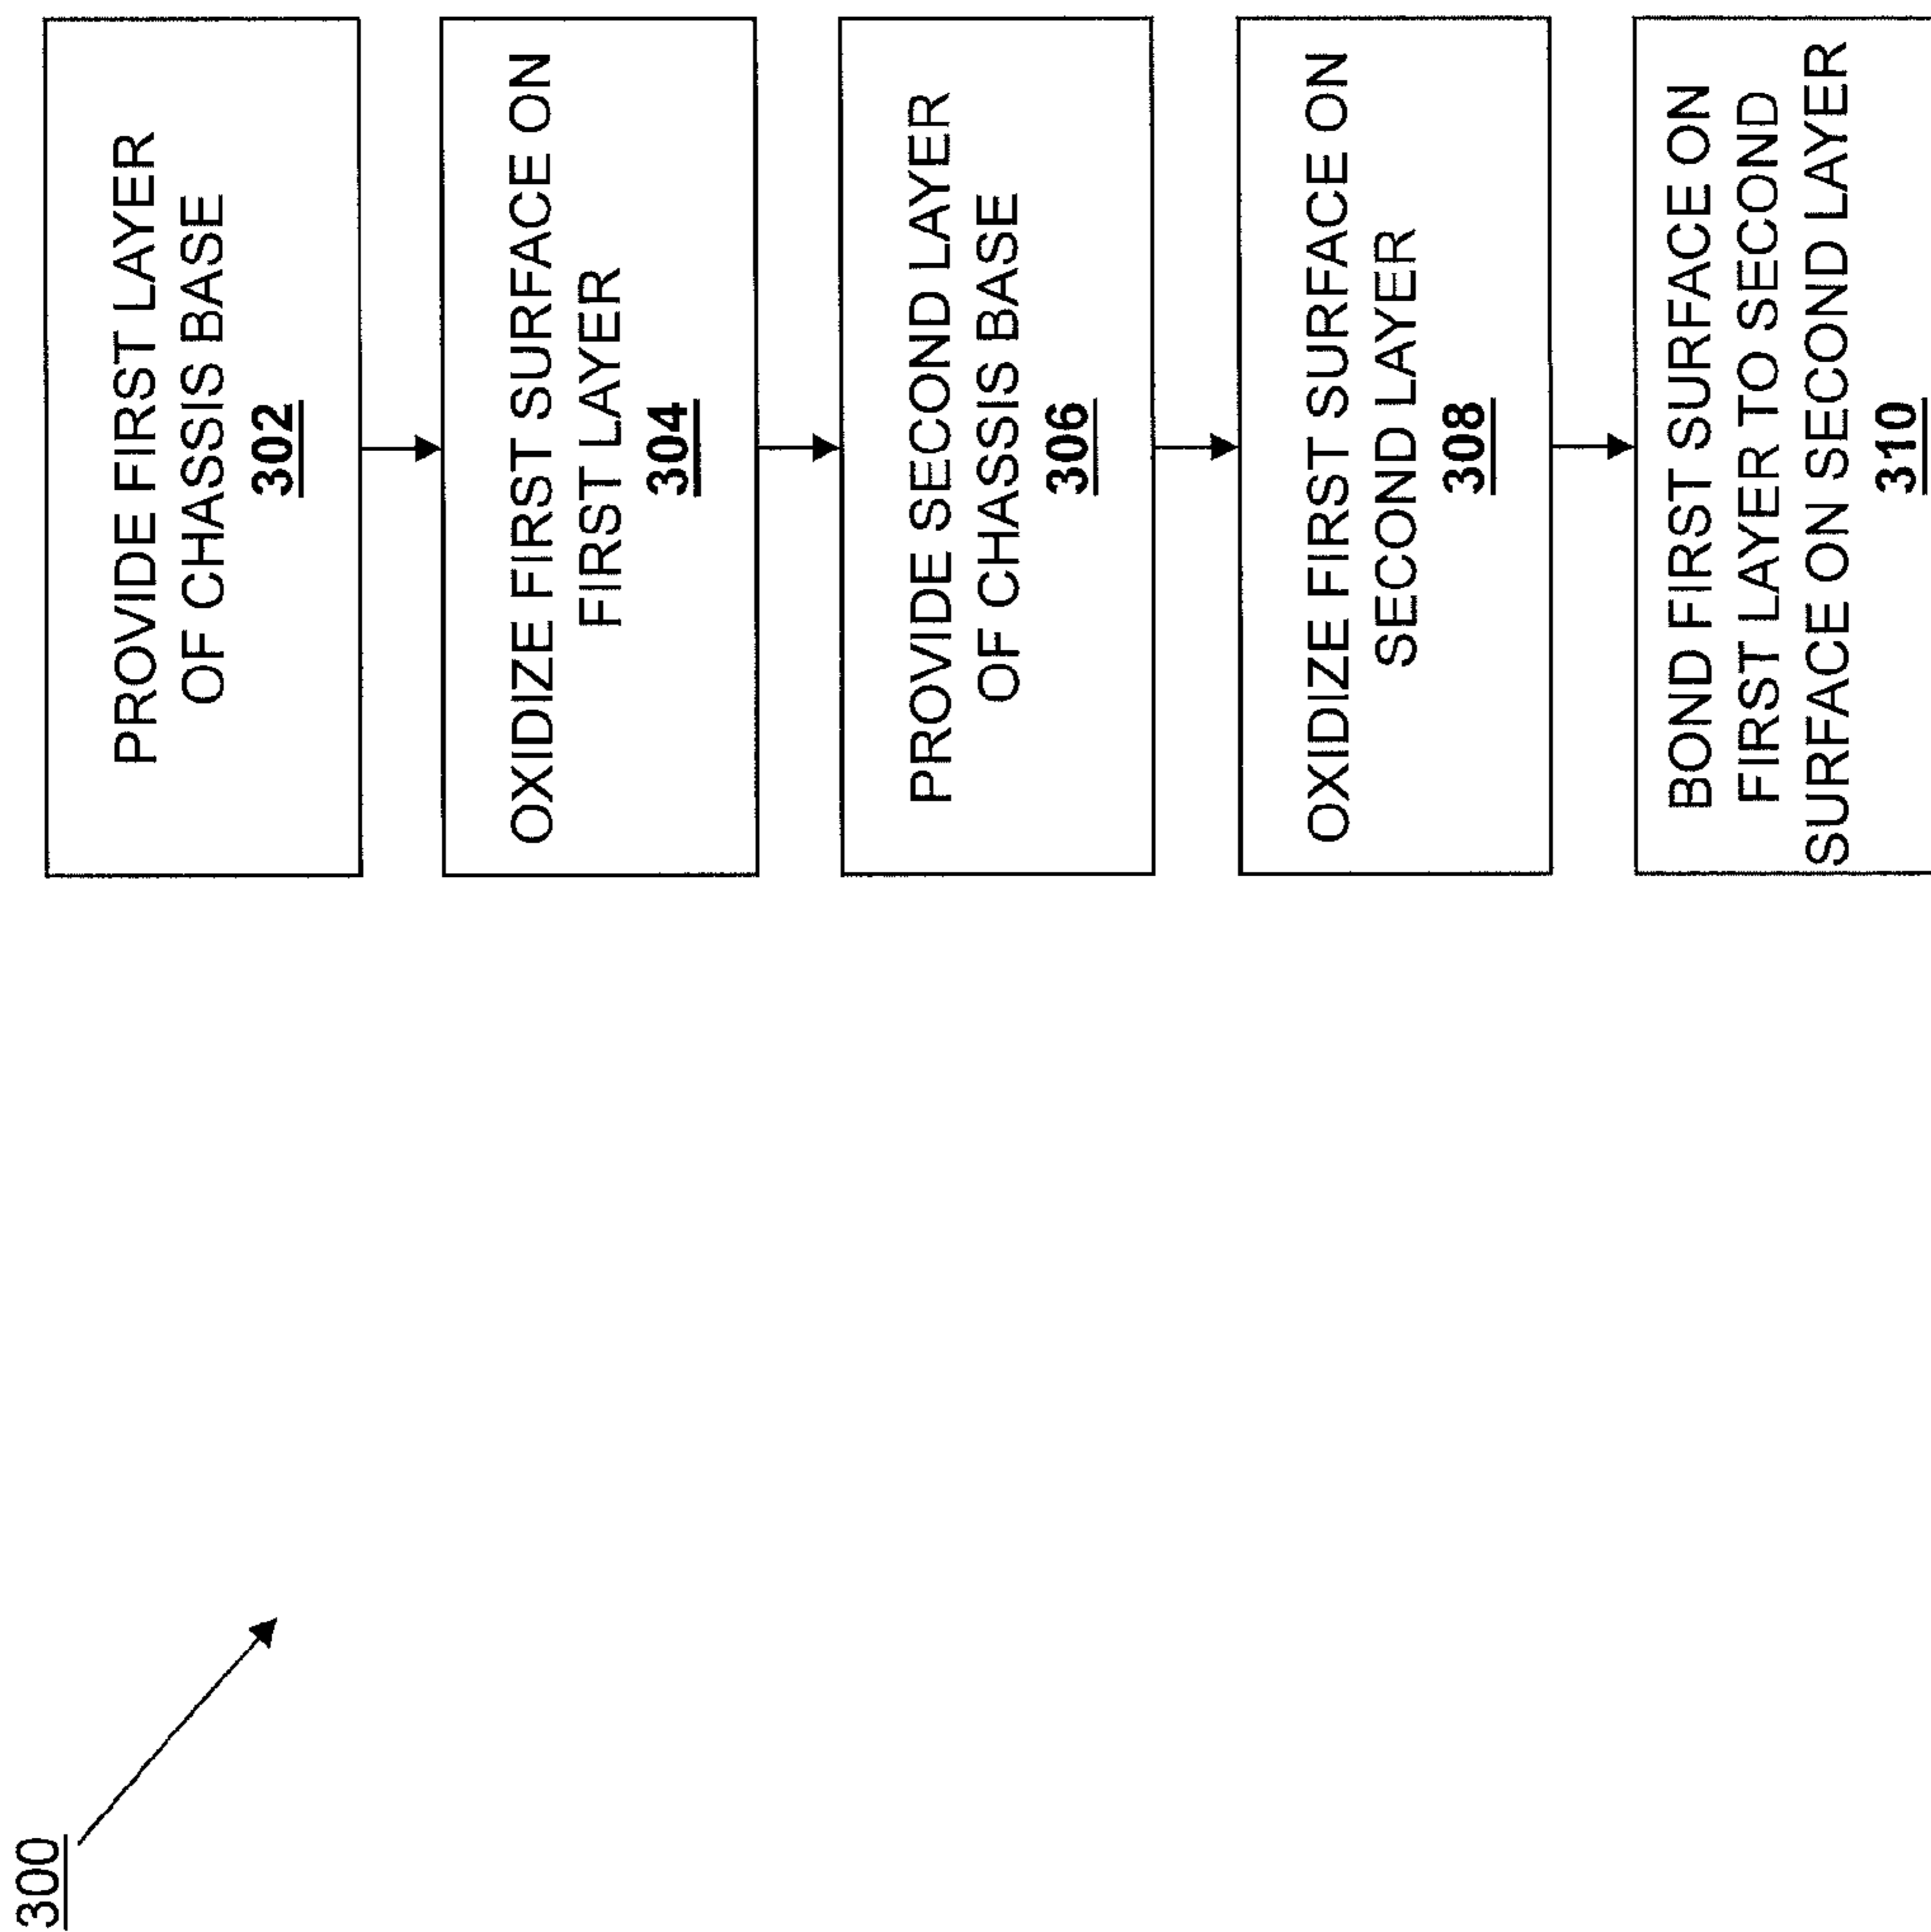 300
PROVIDE FIRST LAYER
OF CHASSIS BASE
302
OXIDIZE FIRST SURFACE ON
FIRST LAYER
304
PROVIDE SECOND LAYER
OF CHASSIS BASE
306
OXIDIZE FIRST SURFACE ON
SECOND LAYER
308
BOND FIRST SURFACE ON
FIRST LAYER TO SECOND
SURFACE ON SECOND LAYER
310